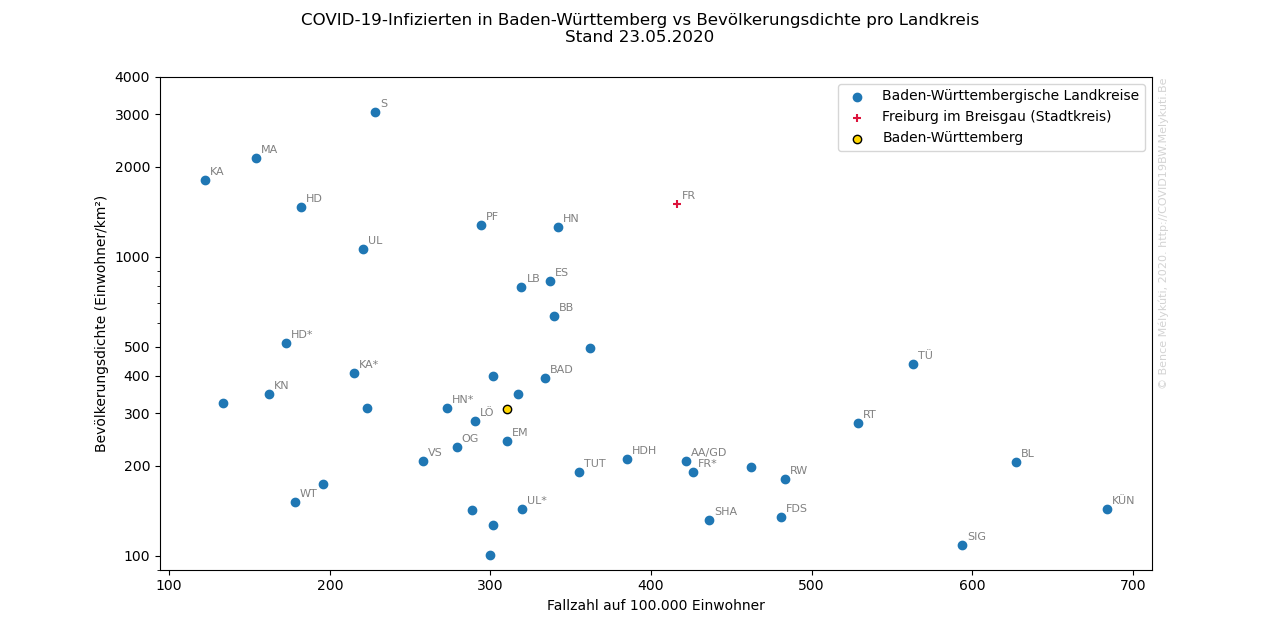 COVID-19-Infizierten in Baden-Württemberg vs Bevölkerungsdichte pro Landkreis
Stand 23.05.2020
Baden-Württembergische Landkreise
Freiburg im Breisgau (Stadtkreis)
Baden-Württemberg
© Bence Mélykúti, 2020. http://COVID19BW.Melykuti.Be
Bevölkerungsdichte (Einwohner/km²)
4000
3000
2000
1000
500
400
300
200
100
S
MA
KA
HD
FR
PF
HN
UL
ES
LB
BB
HD*
TÜ
KA*
BAD
KN
HN*
LÖ
RT
EM
OG
VS
HDH
AA/GD
BL
TUT
FR*
RW
WT
UL*
SHA
FDS
KÜN
SIG
100
200
300
400
500
600
700
Fallzahl auf 100.000 Einwohner